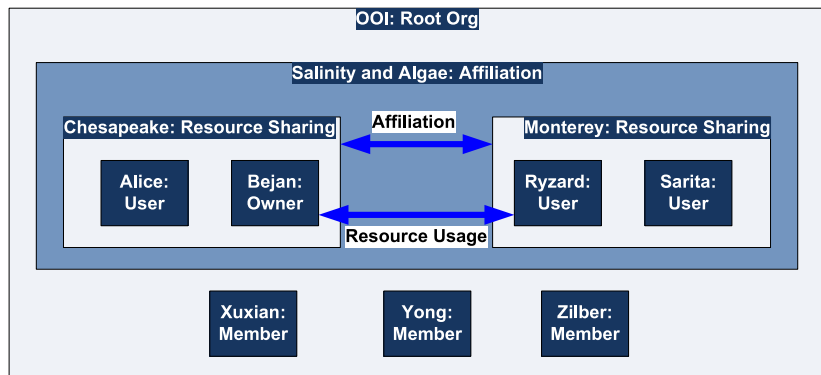 OOI: Root Org
Salinity and Algae: Affiliation
Chesapeake: Resource Sharing
Affiliation
Monterey: Resource Sharing
Alice:
User
Bejan:
Owner
Ryzard:
User
Sarita:
User
Resource Usage
Xuxian:
Member
Yong:
Member
Zilber:
Member